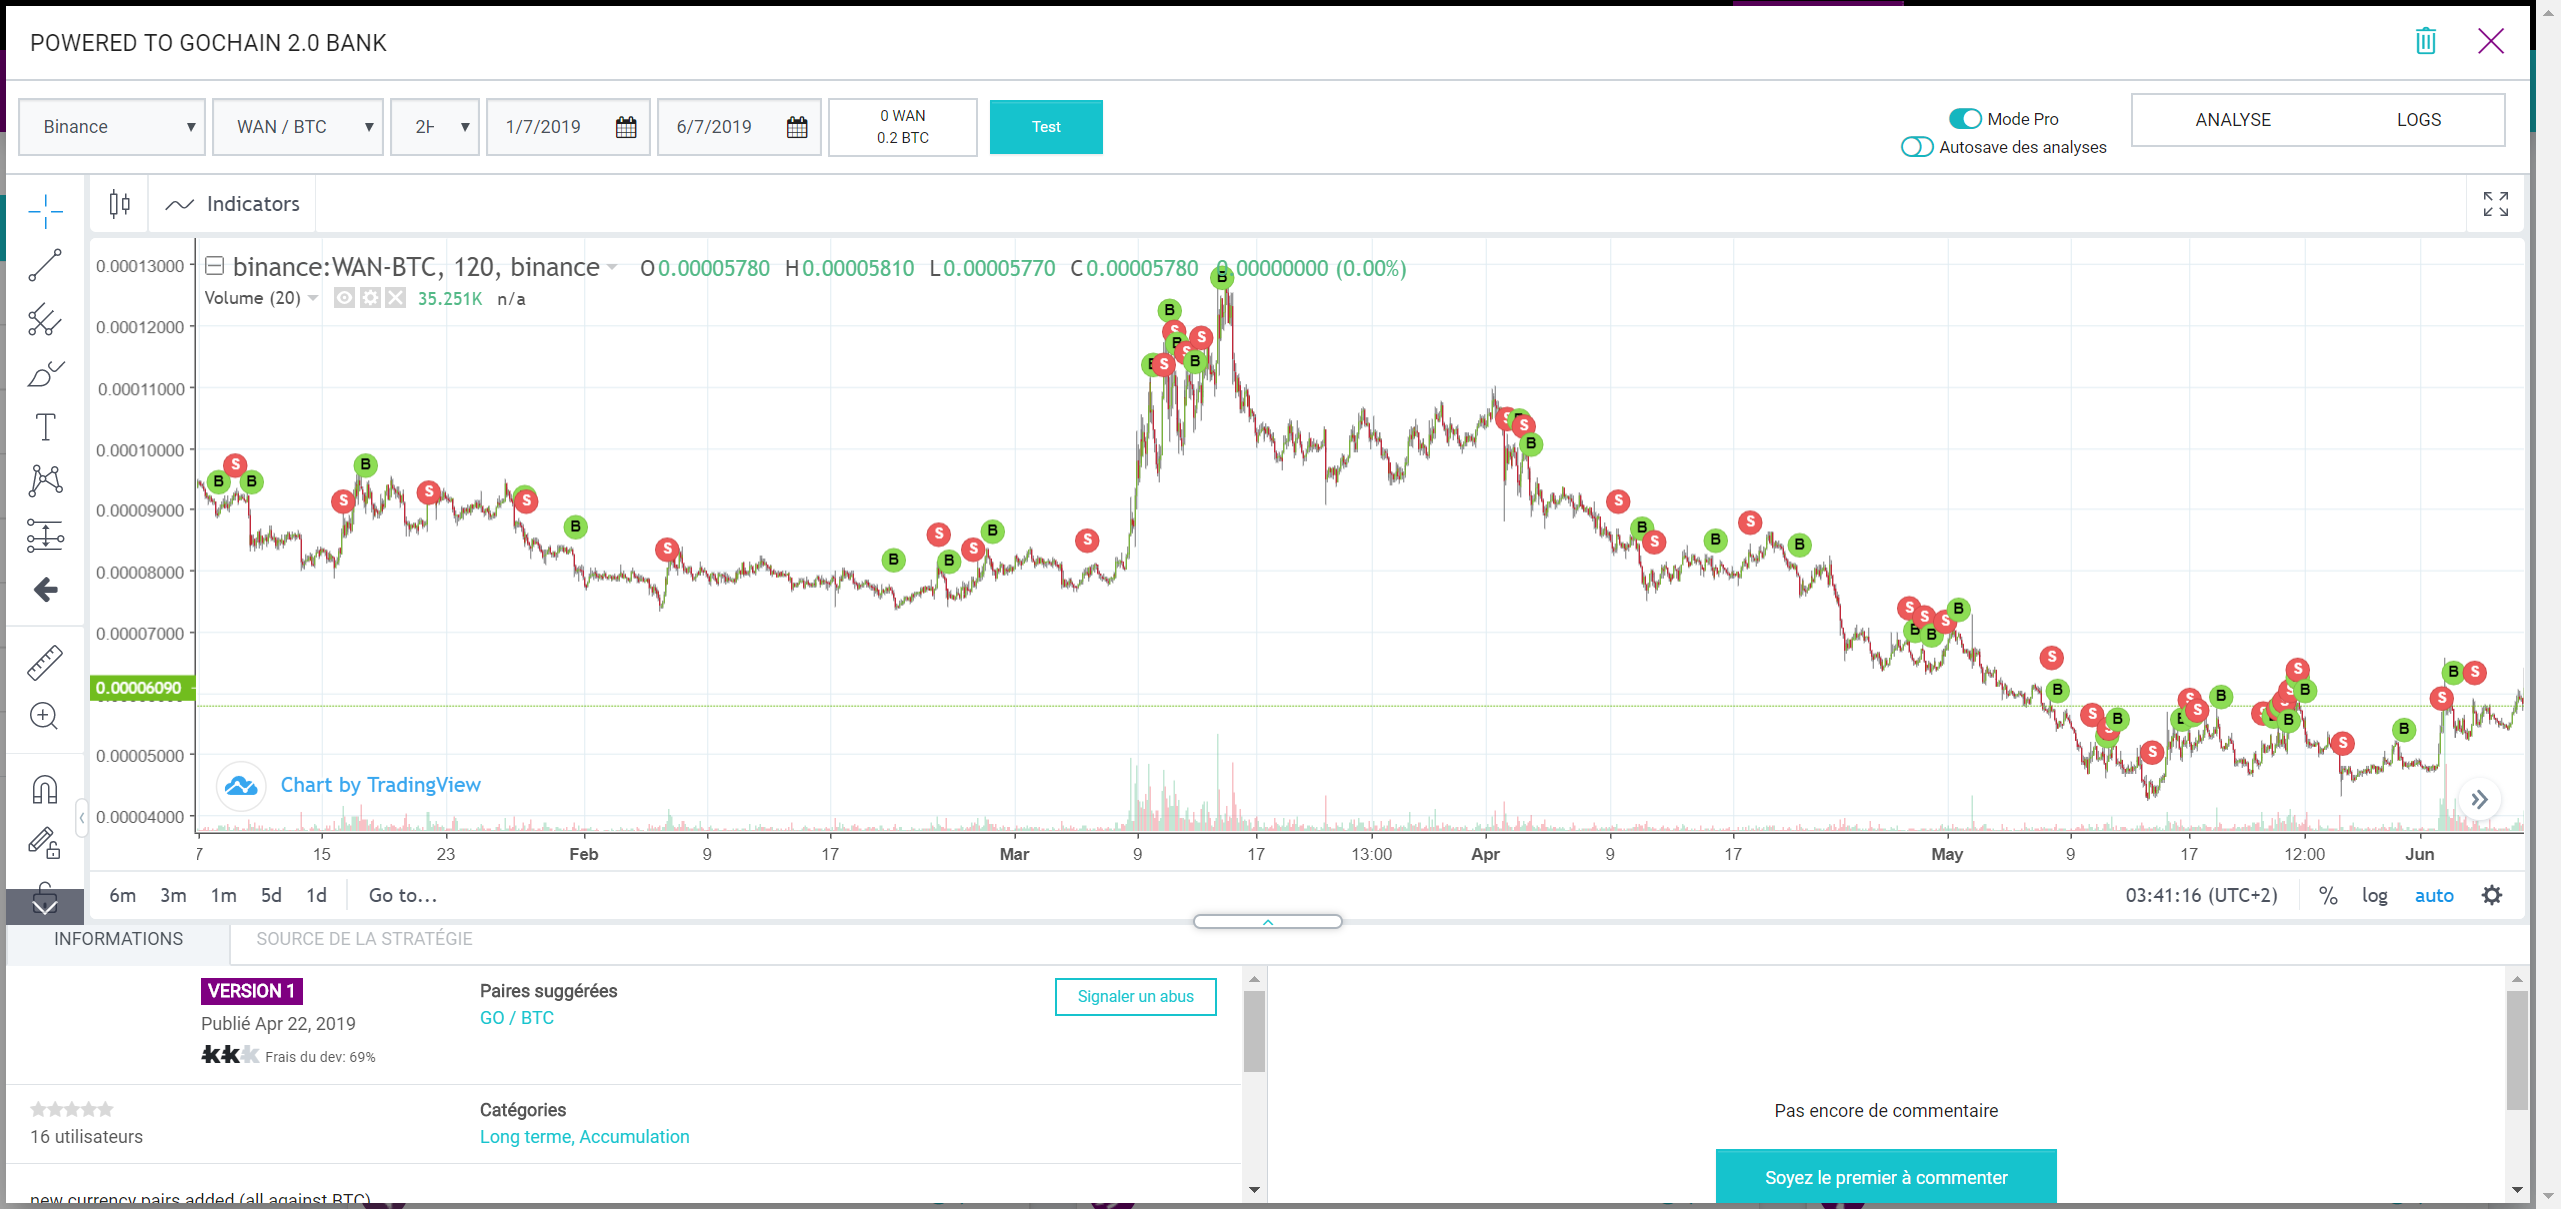 POWERED TO GOCHAIN 2.0 BANK
Binance
WAN / BTC
2H
1/7/2019
6/7/2019
0 WAN
0.2 BTC
Test
Mode Pro
Autosave des analyses
ANALYSE
LOGS
Indicators
binance:WAN-BTC, 120, binance
O 0.00005780 H 0.00005810 L 0.00005770 C 0.00005780 0.00000000 (0.00%)
Volume (20)
35.251K n/a
0.00013000
0.00012000
0.00011000
0.00010000
0.00009000
0.00008000
0.00007000
0.00006090
0.00005000
0.00004000
Chart by TradingView
7 15 23 Feb 9 17 Mar 9 17 13:00 Apr 9 17 May 9 17 12:00 Jun
6m 3m 1m 5d 1d Go to...
03:41:16 (UTC+2) % log auto
INFORMATIONS
SOURCE DE LA STRATÉGIE
VERSION 1
Publié Apr 22, 2019
Frais du dev: 69%
Paires suggérées
GO / BTC
Signaler un abus
16 utilisateurs
Catégories
Long terme, Accumulation
new currency pairs added (all against BTC)
Pas encore de commentaire
Soyez le premier à commenter